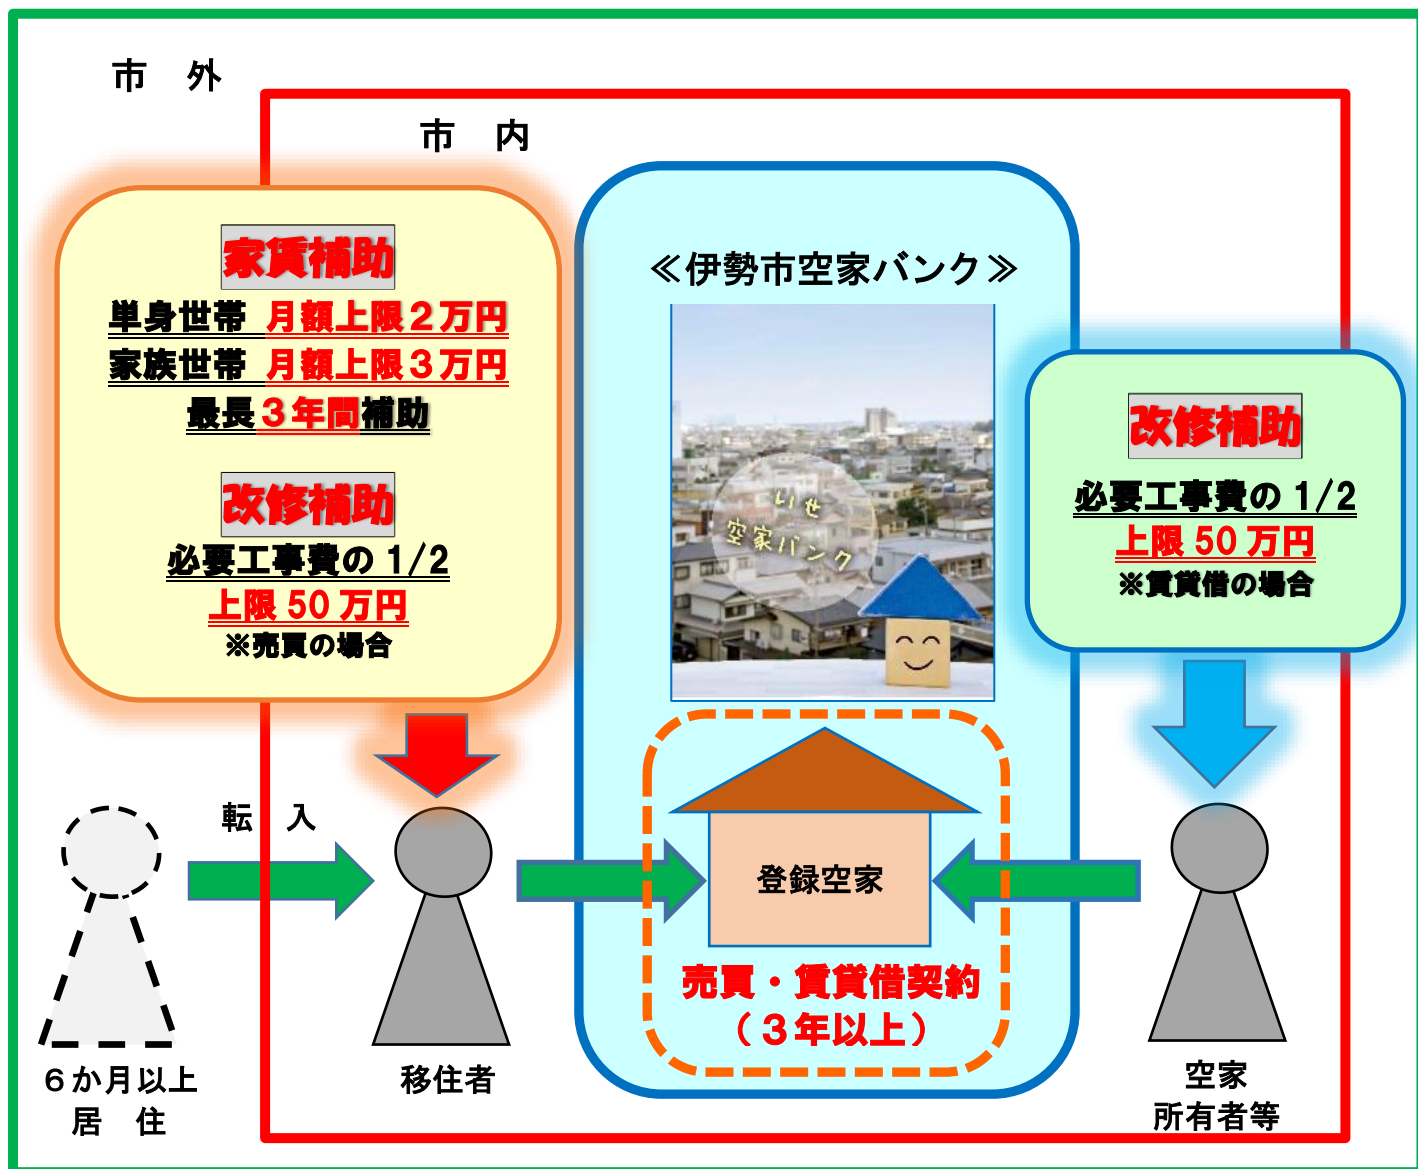 市　外
市　内
家賃補助
単身世帯　月額上限２万円
家族世帯　月額上限３万円
最長３年間補助
改修補助
必要工事費の 1/2
上限 50 万円
※売買の場合
≪伊勢市空家バンク≫
いせ
空家バンク
改修補助
必要工事費の 1/2
上限 50 万円
※賃貸借の場合
転　入
登録空家
売買・賃貸借契約
（３年以上）
６か月以上
居　住
移住者
空家
所有者等